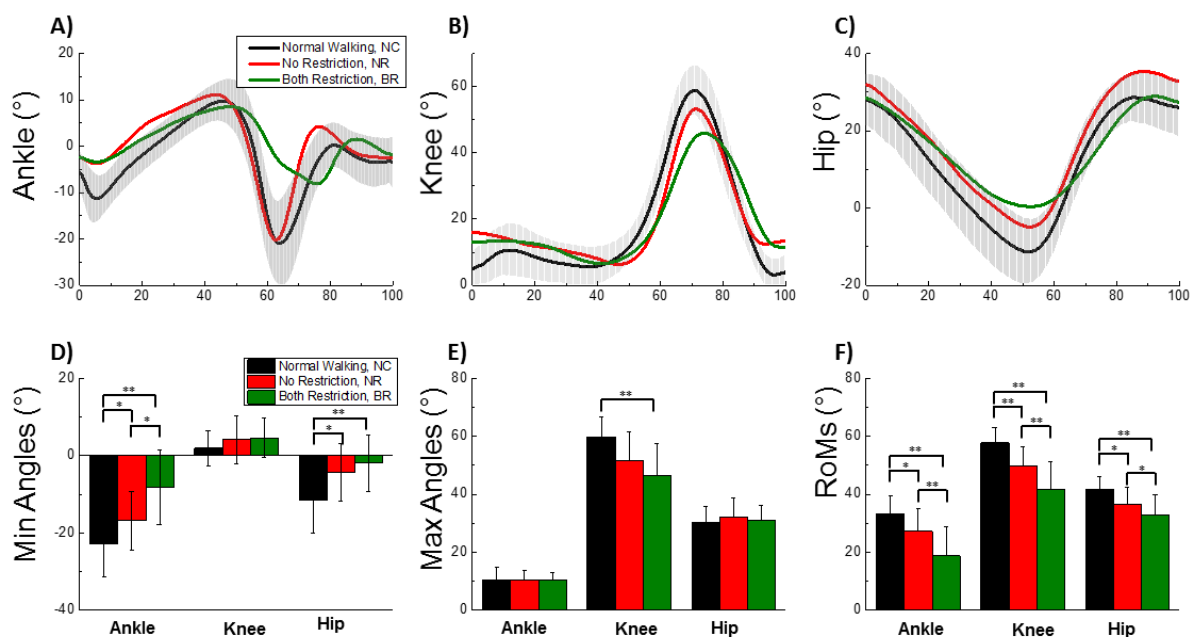 A)
B)
C)
Ankle (°)
20
10
0
-10
-20
-30
0
20
40
60
80
100
Normal Walking, NC
No Restriction, NR
Both Restriction, BR
Knee (°)
60
40
20
0
0
20
40
60
80
100
Hip (°)
40
20
0
-20
0
20
40
60
80
100
D)
E)
F)
Min Angles (°)
20
0
-20
-40
Normal Walking, NC
No Restriction, NR
Both Restriction, BR
**
*
*
**
*
Ankle
Knee
Hip
Max Angles (°)
80
60
40
20
0
**
Ankle
Knee
Hip
RoMs (°)
80
60
40
20
0
**
*
**
**
**
**
**
*
*
Ankle
Knee
Hip